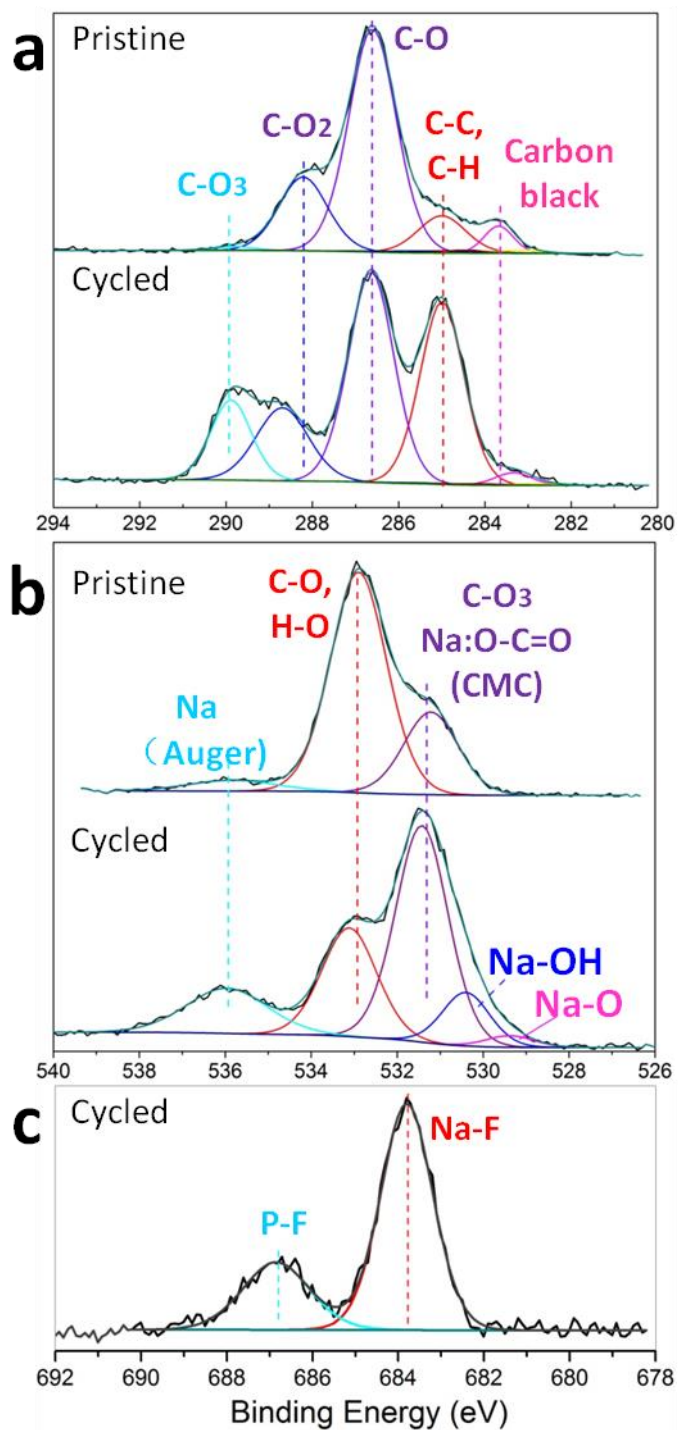 a
Pristine
C-O
C-O2
C-C,
C-H
Carbon
black
C-O3
Cycled
294 292 290 288 286 284 282 280
b
Pristine
C-O,
H-O
C-O3
Na:O-C=O
(CMC)
Na
（Auger)
Cycled
Na-OH
Na-O
540 538 536 534 532 530 528 526
c
Cycled
Na-F
P-F
692 690 688 686 684 682 680 678
Binding Energy (eV)